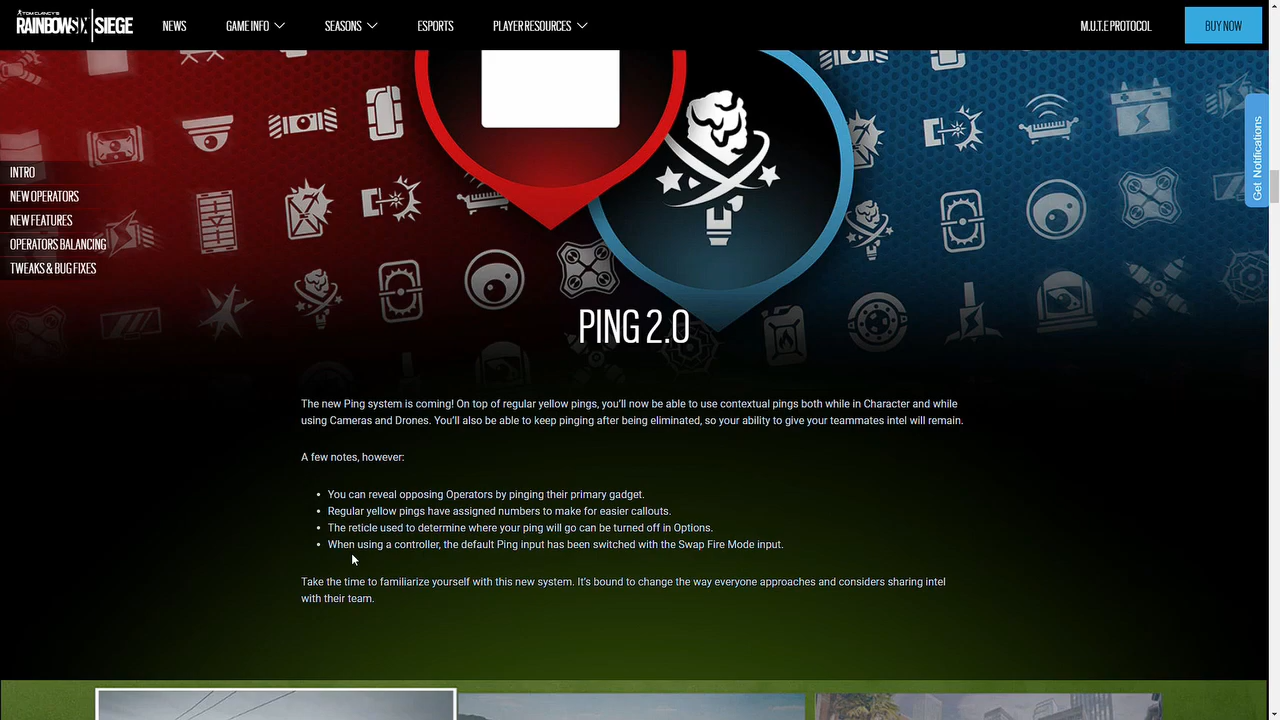 TOM CLANCY'S
RAINBOWSIX|SIEGE
NEWS
GAME INFO
SEASONS
ESPORTS
PLAYER RESOURCES
M.U.T.E PROTOCOL
BUY NOW
Get Notifications
INTRO
NEW OPERATORS
NEW FEATURES
OPERATORS BALANCING
TWEAKS & BUG FIXES
PING 2.0
The new Ping system is coming! On top of regular yellow pings, you'll now be able to use contextual pings both while in Character and while
using Cameras and Drones. You'll also be able to keep pinging after being eliminated, so your ability to give your teammates intel will remain.
A few notes, however:
• You can reveal opposing Operators by pinging their primary gadget.
• Regular yellow pings have assigned numbers to make for easier callouts.
• The reticle used to determine where your ping will go can be turned off in Options.
• When using a controller, the default Ping input has been switched with the Swap Fire Mode input.
Take the time to familiarize yourself with this new system. It's bound to change the way everyone approaches and considers sharing intel
with their team.